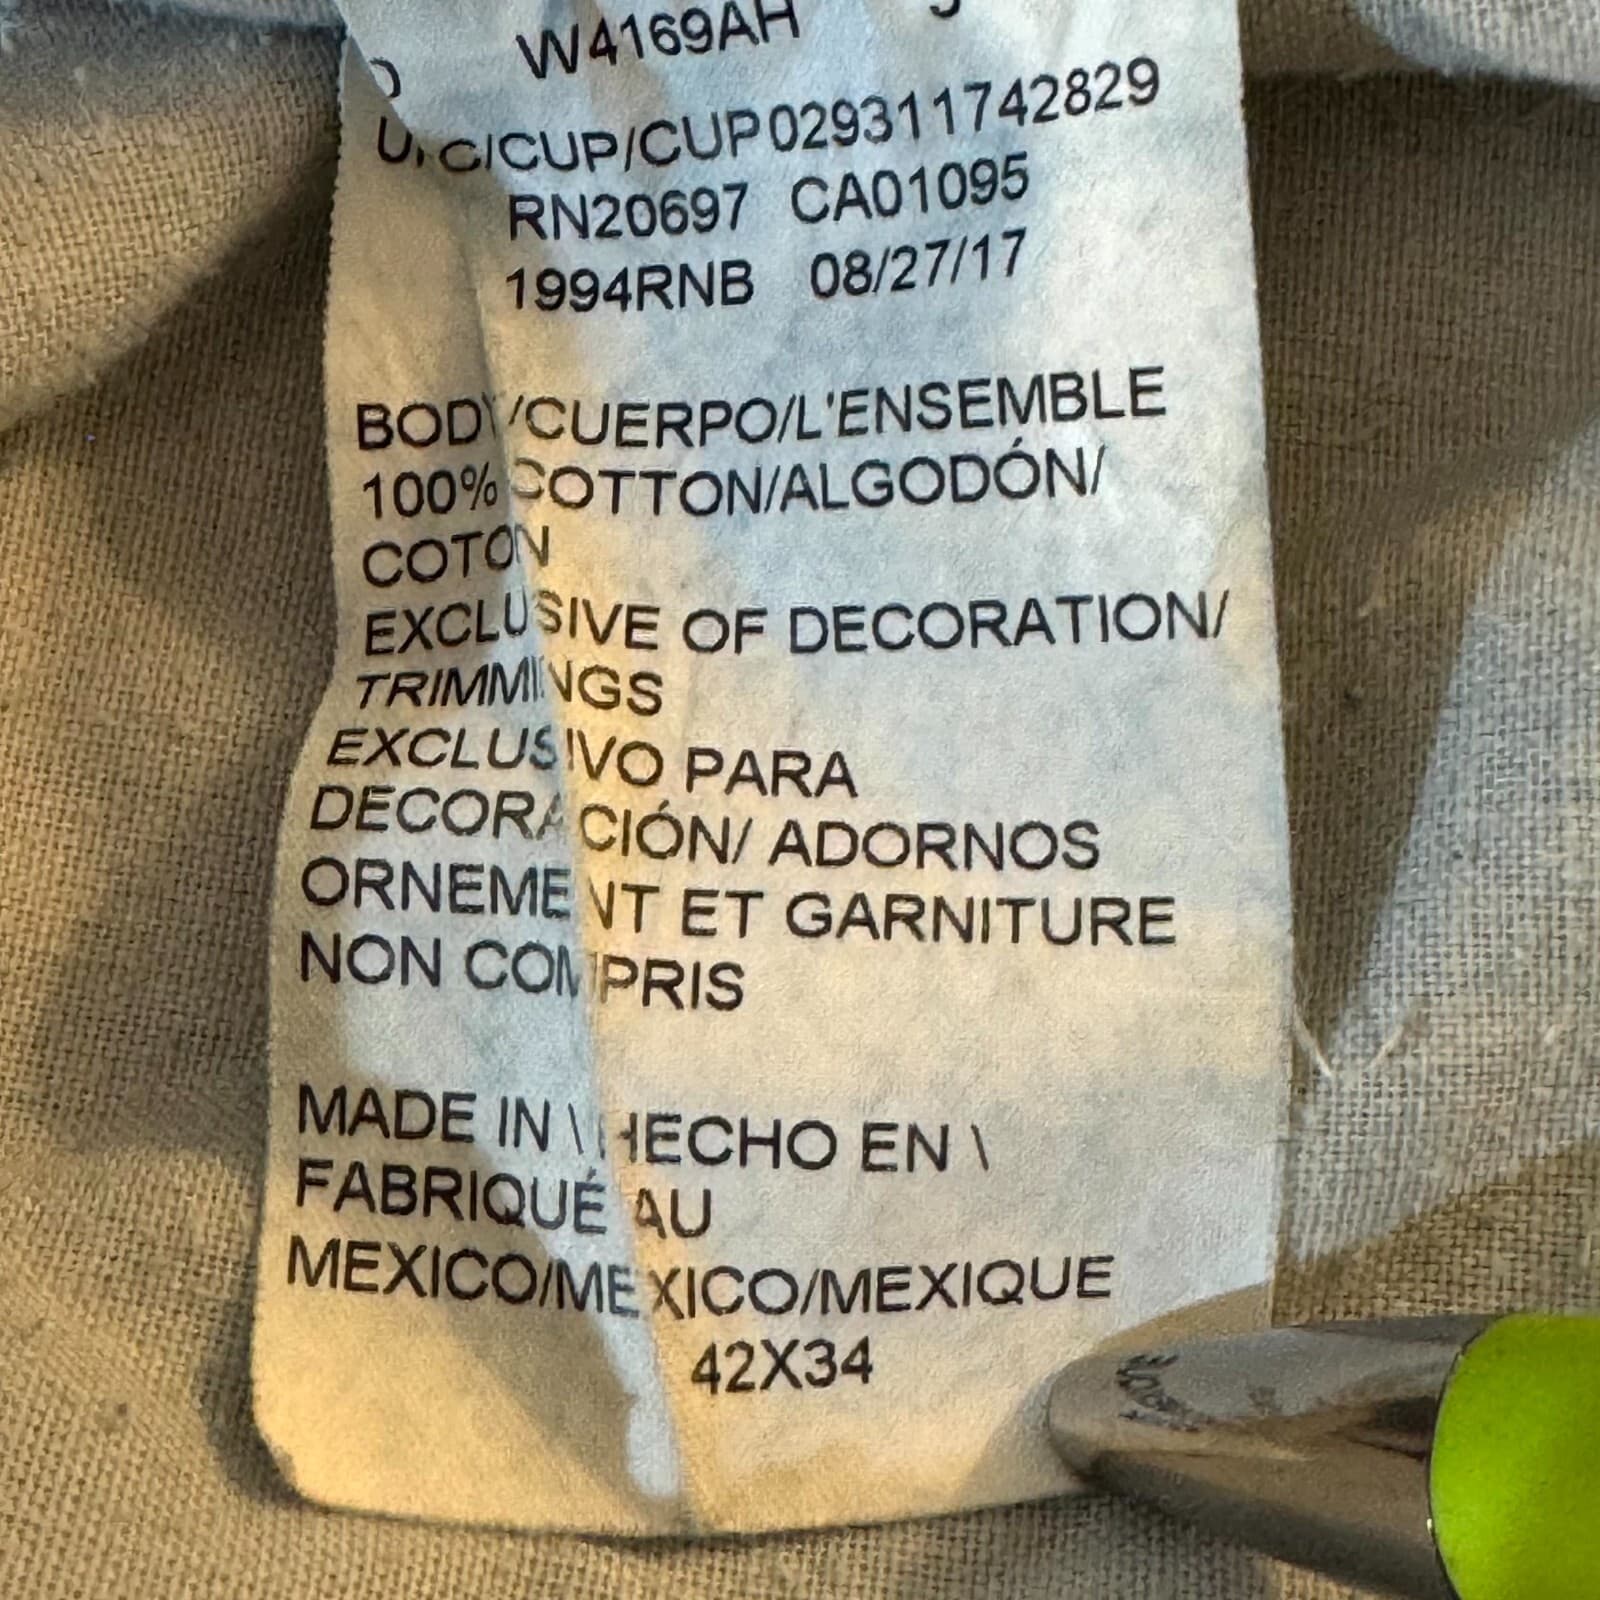 W4169AH
UPC/CUP/CUP029311742829
RN20697 CA01095
1994RNB 08/27/17
BODY/CUERPO/L'ENSEMBLE
100% COTTON/ALGODÓN/
COTON
EXCLUSIVE OF DECORATION/
TRIMMINGS
EXCLUSIVO PARA
DECORACIÓN/ ADORNOS
ORNEMENT ET GARNITURE
NON COMPRIS
MADE IN \ HECHO EN \
FABRIQUÉ AU
MEXICO/MEXICO/MEXIQUE
42X34